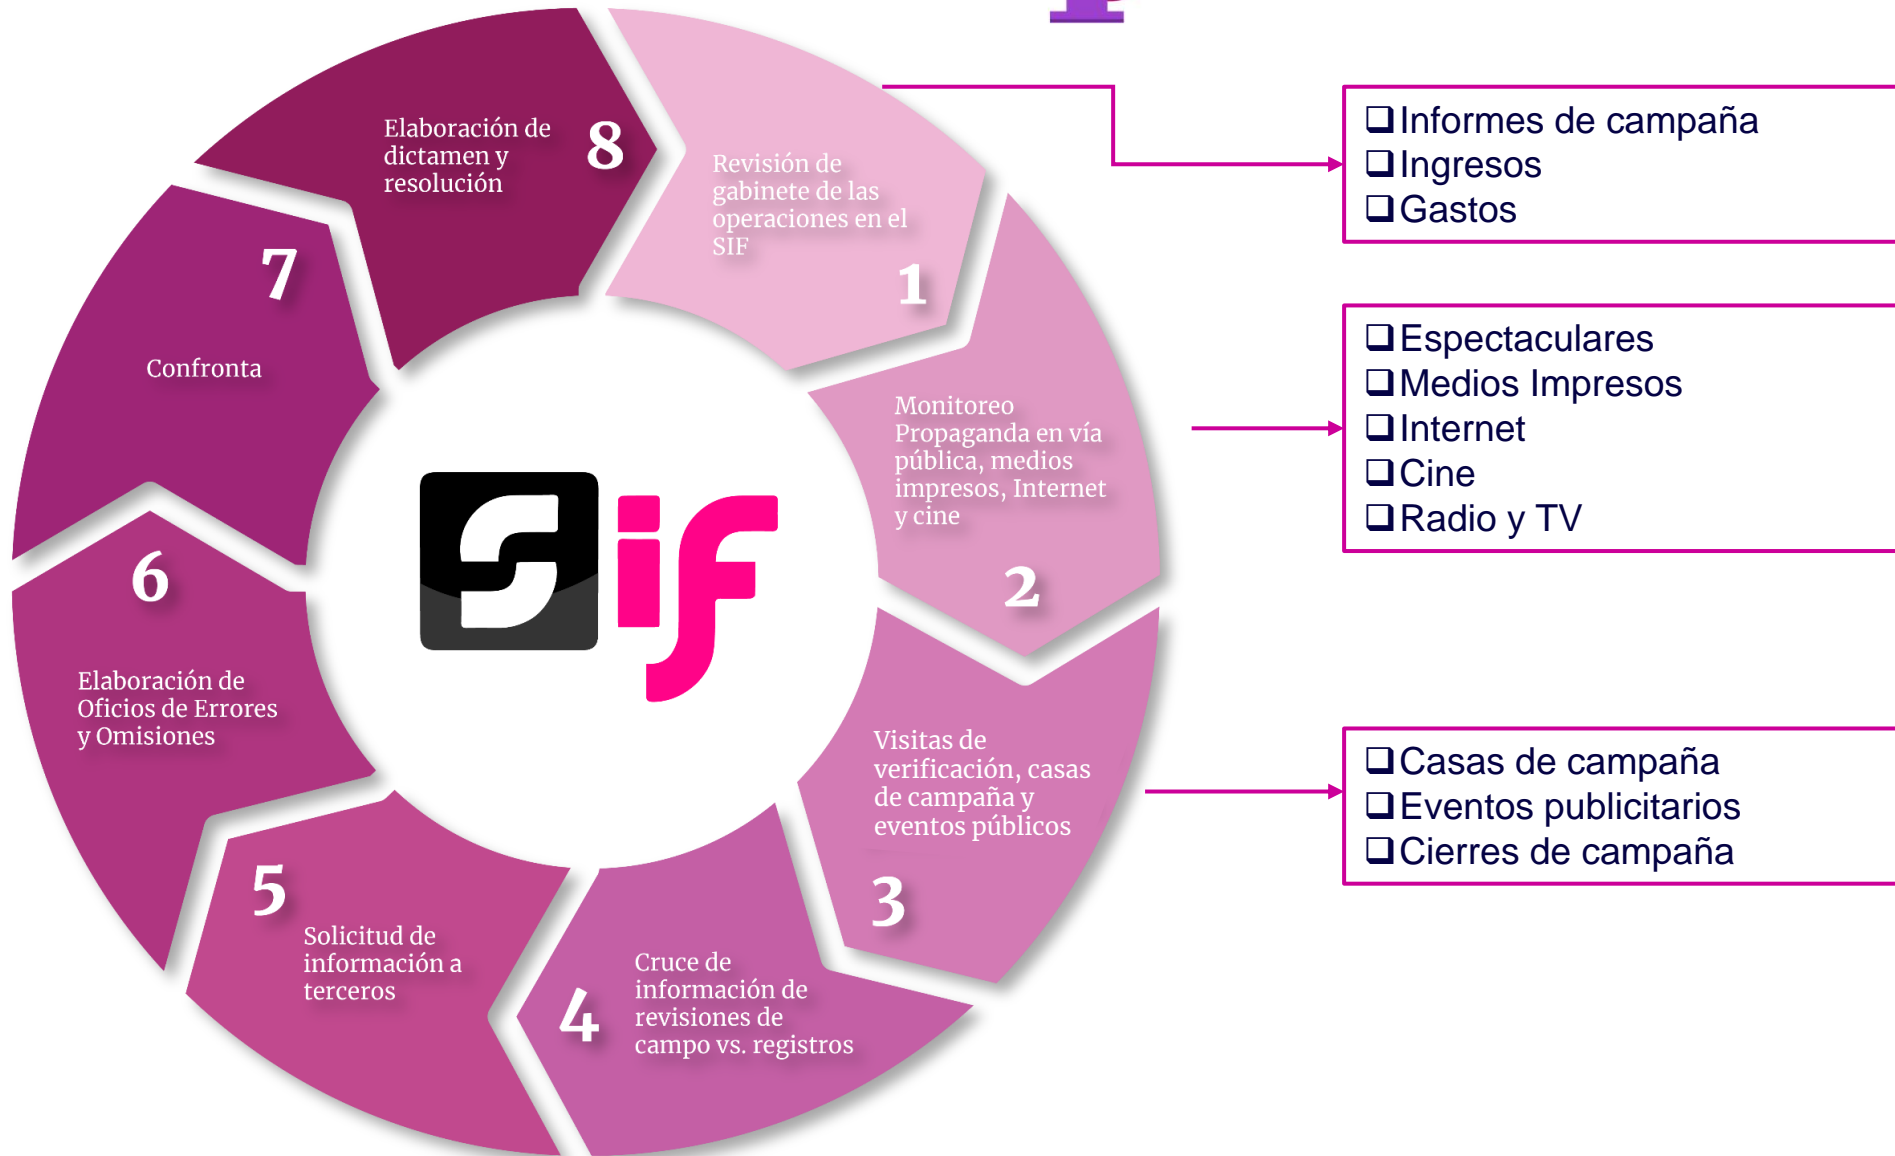 Revisión de
gabinete de las
operaciones en el
SIF
1
Monitoreo
Propaganda en vía
pública, medios
impresos, Internet
y cine
2
Visitas de
verificación, casas
de campaña y
eventos públicos
3
Cruce de
información de
revisiones de
campo vs. registros
4
Solicitud de
información a
terceros
5
Elaboración de
Oficios de Errores
y Omisiones
6
Confronta
7
Elaboración de
dictamen y
resolución
8
Sif
Informes de campaña
Ingresos
Gastos
Espectaculares
Medios Impresos
Internet
Cine
Radio y TV
Casas de campaña
Eventos publicitarios
Cierres de campaña